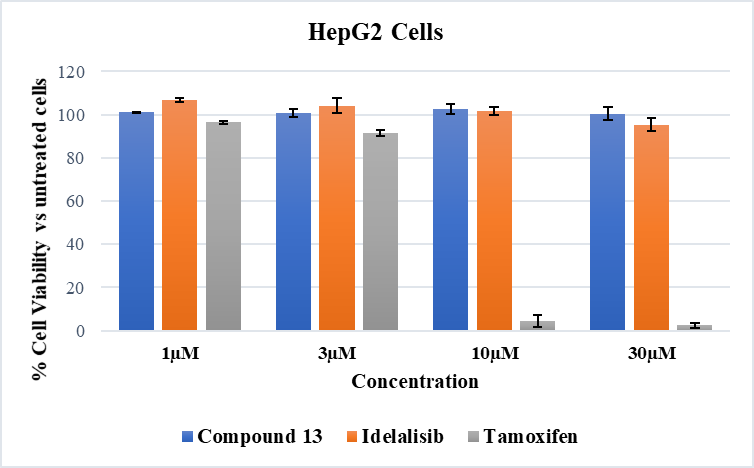 HepG2 Cells
% Cell Viability vs untreated cells
120
100
80
60
40
20
0
1μM 3μM 10μM 30μM
Concentration
Compound 13 Idelalisib Tamoxifen